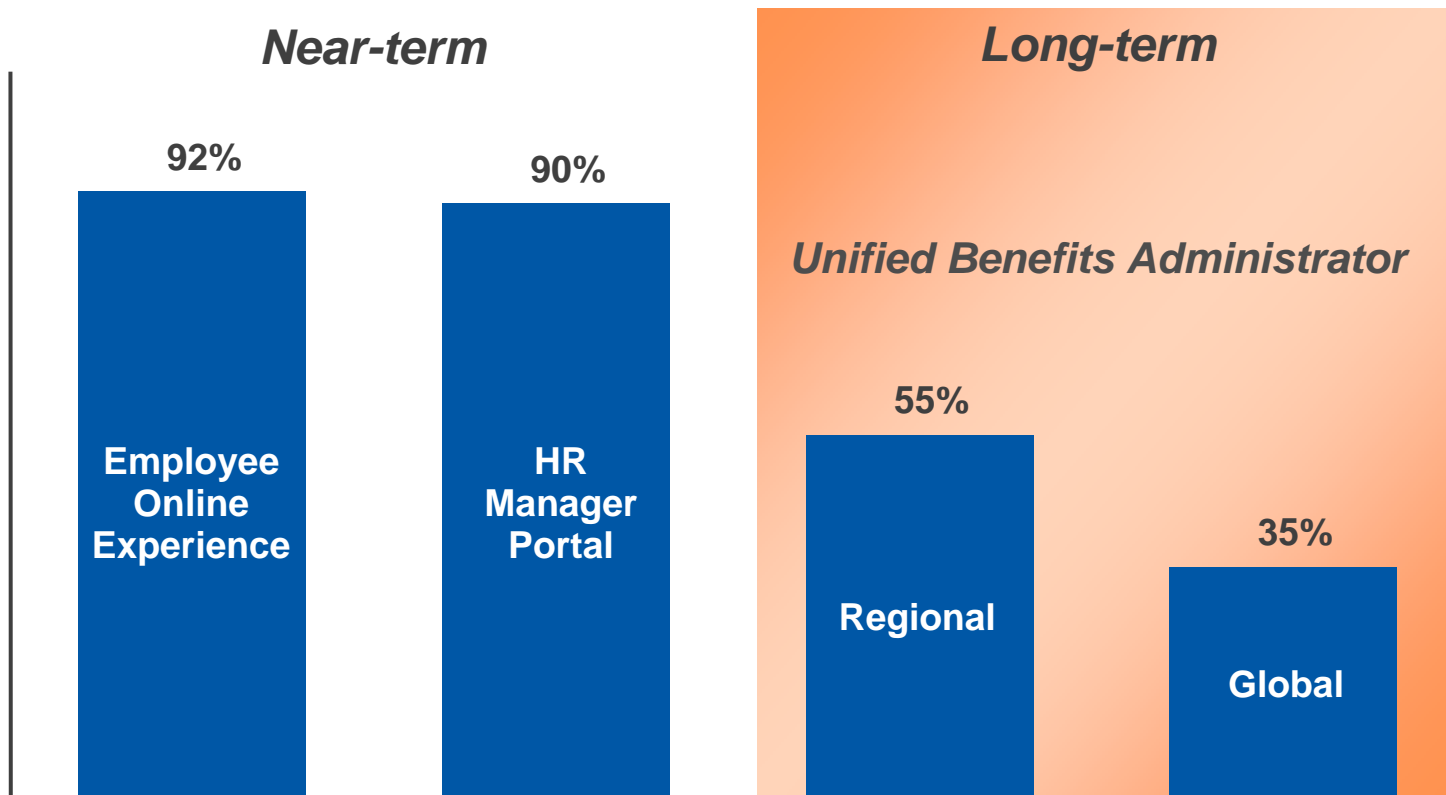 Near-term
Long-term
92%
90%
Unified Benefits Administrator
55%
35%
Employee
Online
Experience
HR
Manager
Portal
Regional
Global